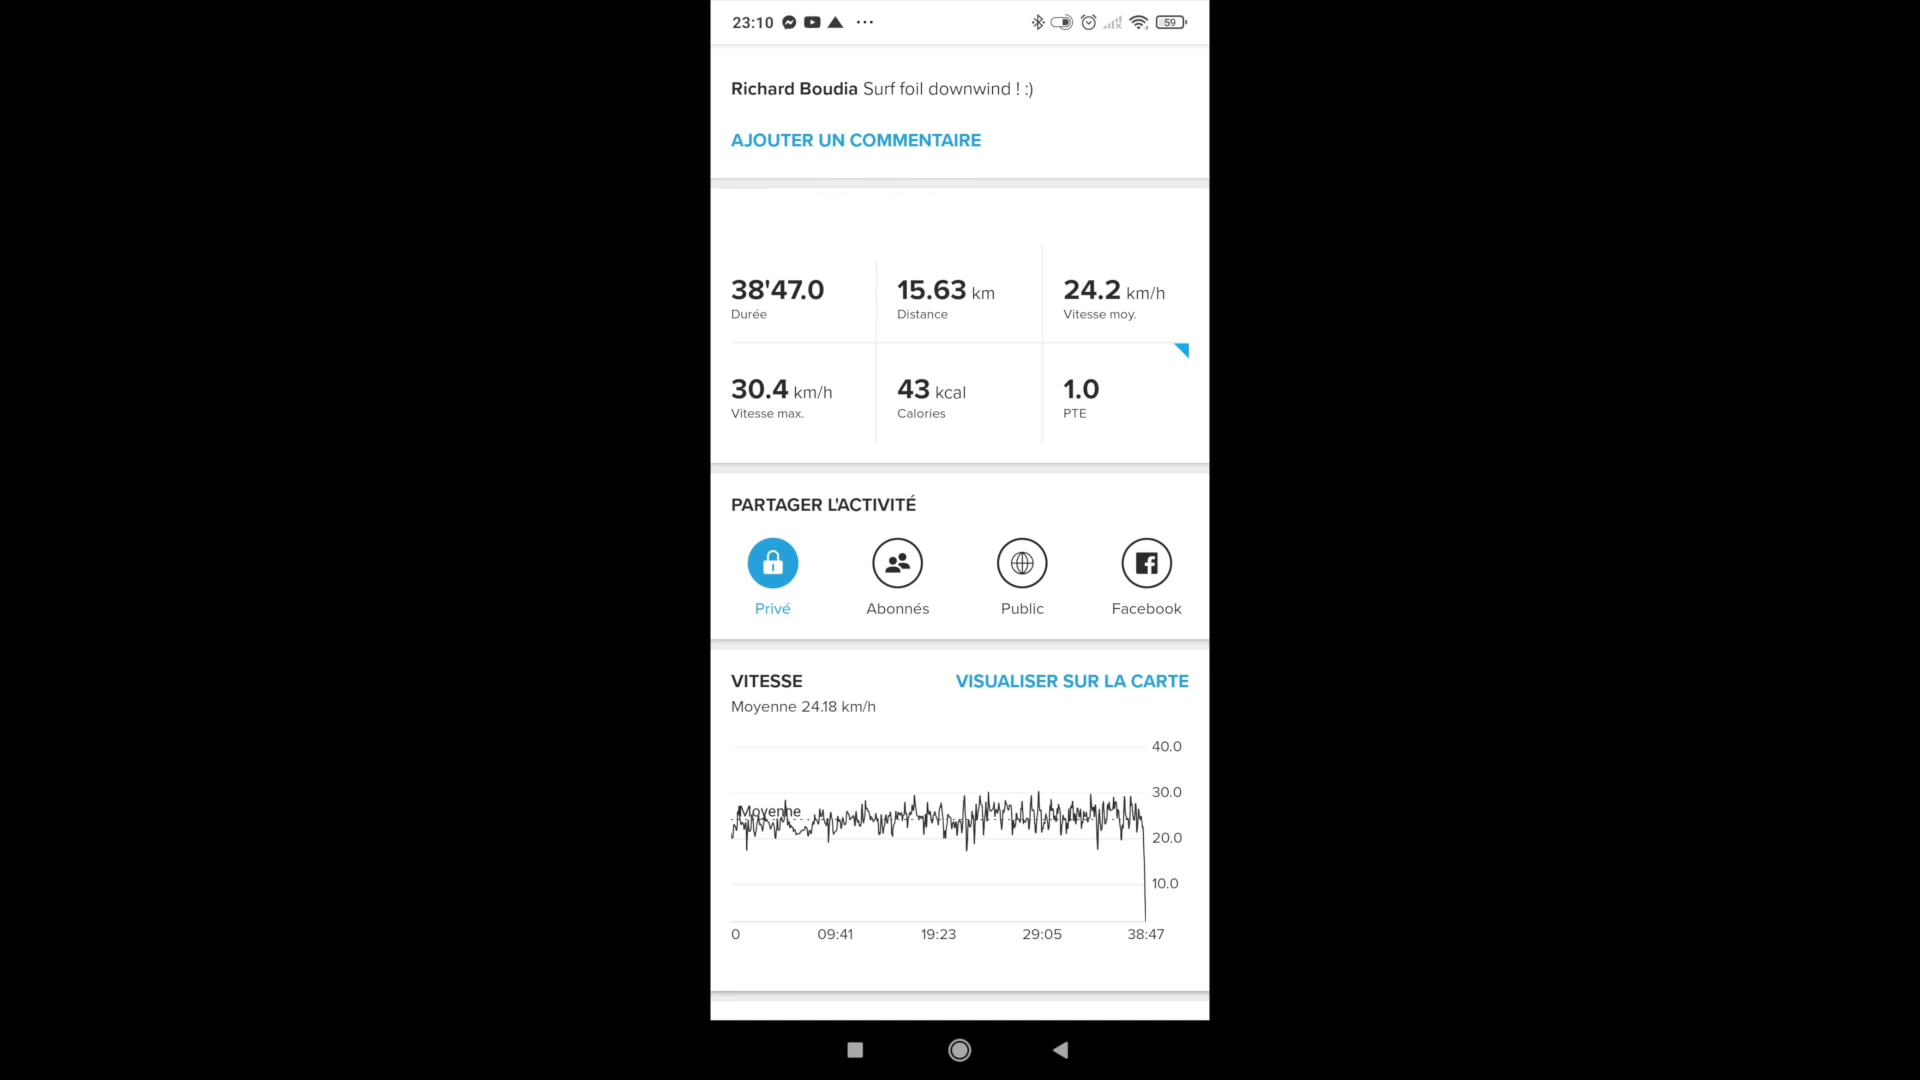 23:10 59
Richard Boudia Surf foil downwind ! :)
AJOUTER UN COMMENTAIRE
38'47.0 15.63 km 24.2 km/h
Durée Distance Vitesse moy.
30.4 km/h 43 kcal 1.0
Vitesse max. Calories PTE
PARTAGER L'ACTIVITÉ
Privé Abonnés Public Facebook
VITESSE VISUALISER SUR LA CARTE
Moyenne 24.18 km/h
40.0
30.0
Moyenne
20.0
10.0
0 09:41 19:23 29:05 38:47